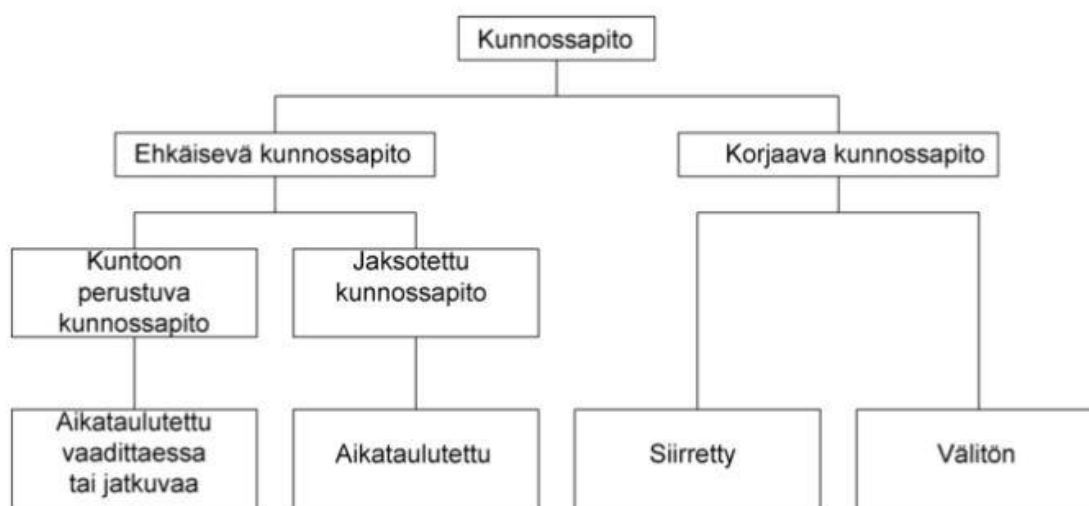 Kunnossapito
Ehkäisevä kunnossapito
Korjaava kunnossapito
Kuntoon
perustuva
kunnossapito
Jaksotettu
kunnossapito
Aikataulutettu
vaadittaessa
tai jatkuvaa
Aikataulutettu
Siirretty
Välitön